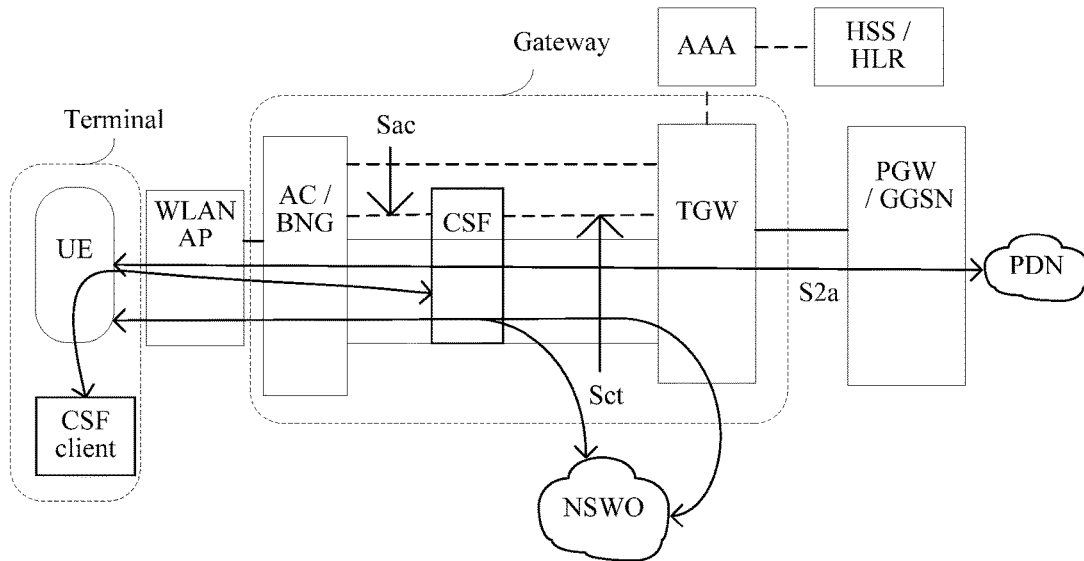 Gateway
AAA
HSS /
HLR
Terminal
Sac
UE
WLAN
AP
AC /
BNG
CSF
TGW
PGW
/ GGSN
PDN
S2a
Sct
CSF
client
NSWO